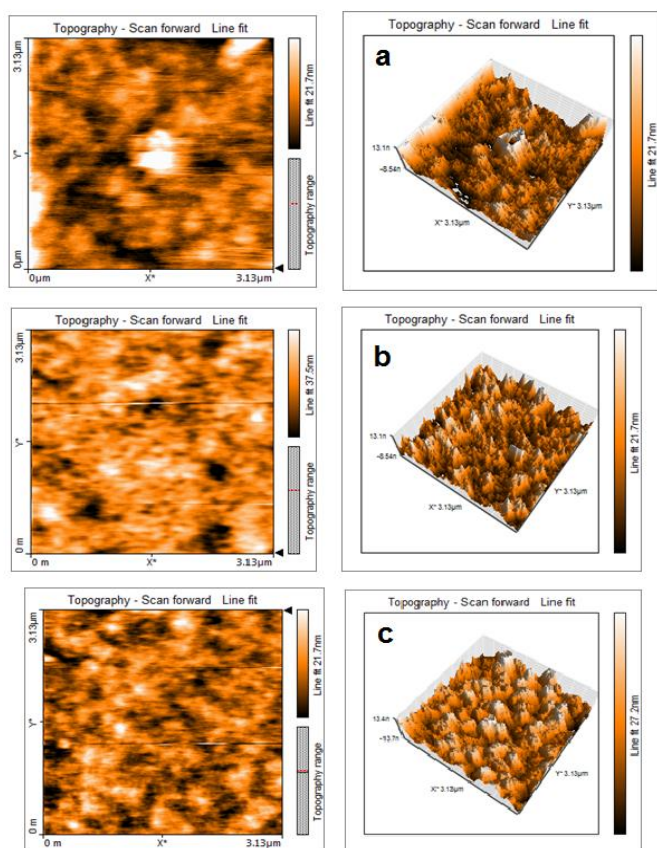 Topography - Scan forward Line fit
3.13µm
Y*
0µm
0µm
X*
3.13µm
Line fit 21.7nm
Topography range
Topography - Scan forward Line fit
a
13.1n
-8.54n
X* 3.13µm
Y* 3.13µm
Line fit 21.7nm
Topography - Scan forward Line fit
3.13µm
Y*
0 m
0 m
X*
3.13µm
Line fit 37.5nm
Topography range
Topography - Scan forward Line fit
b
13.1n
-8.54n
X* 3.13µm
Y* 3.13µm
Line fit 21.7nm
Topography - Scan forward Line fit
3.13µm
Y*
0 m
0 m
X*
3.13µm
Line fit 21.7nm
Topography range
Topography - Scan forward Line fit
c
13.4n
-13.7n
X* 3.13µm
Y* 3.13µm
Line fit 27.2nm